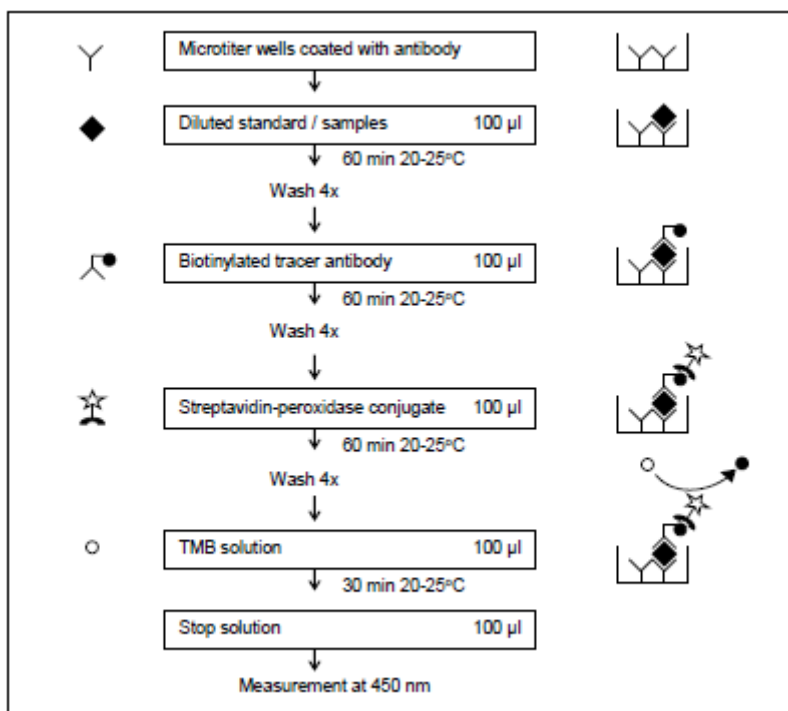 Microtiter wells coated with antibody
Diluted standard / samples 100 µl
60 min 20-25°C
Wash 4x
Biotinylated tracer antibody 100 µl
60 min 20-25°C
Wash 4x
Streptavidin-peroxidase conjugate 100 µl
60 min 20-25°C
Wash 4x
TMB solution 100 µl
30 min 20-25°C
Stop solution 100 µl
Measurement at 450 nm